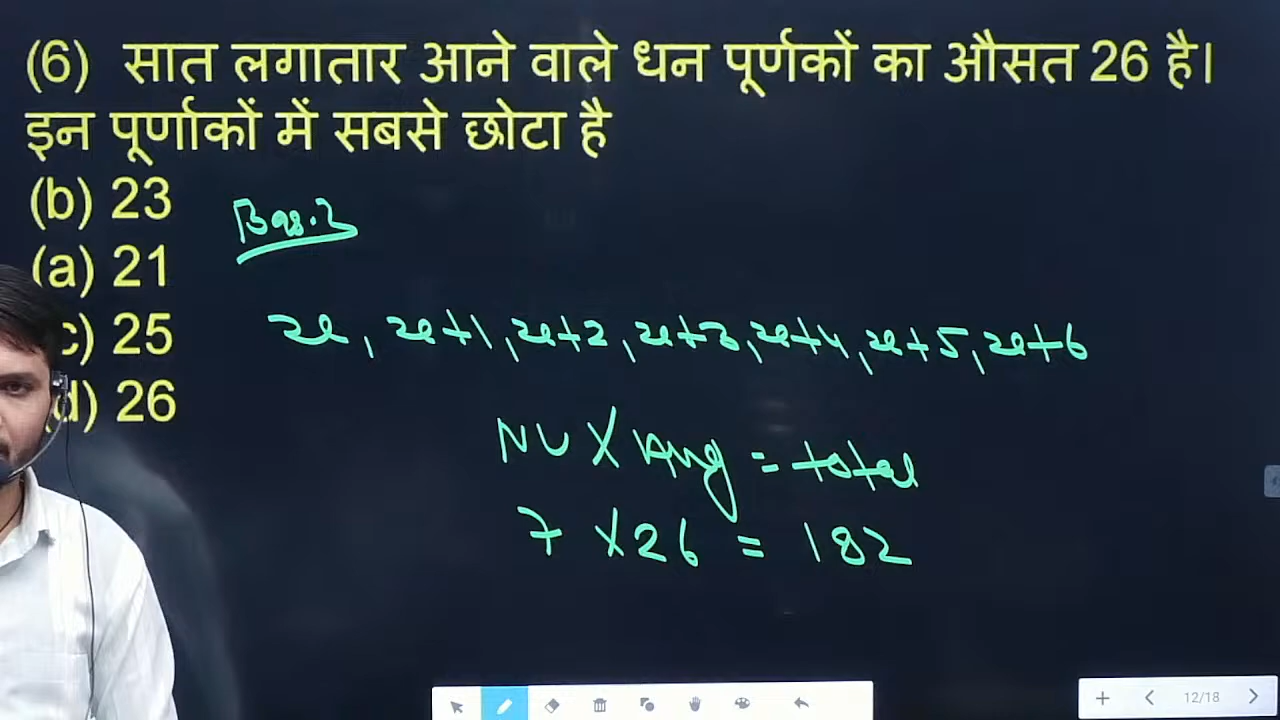 (6) सात लगातार आने वाले धन पूर्णकों का औसत 26 है।
इन पूर्णाकों में सबसे छोटा है
(b) 23
(a) 21
c) 25
d) 26
x, x+1, x+2, x+3, x+4, x+5, x+6
NU X Avg = total
7 X 26 = 182
12/18